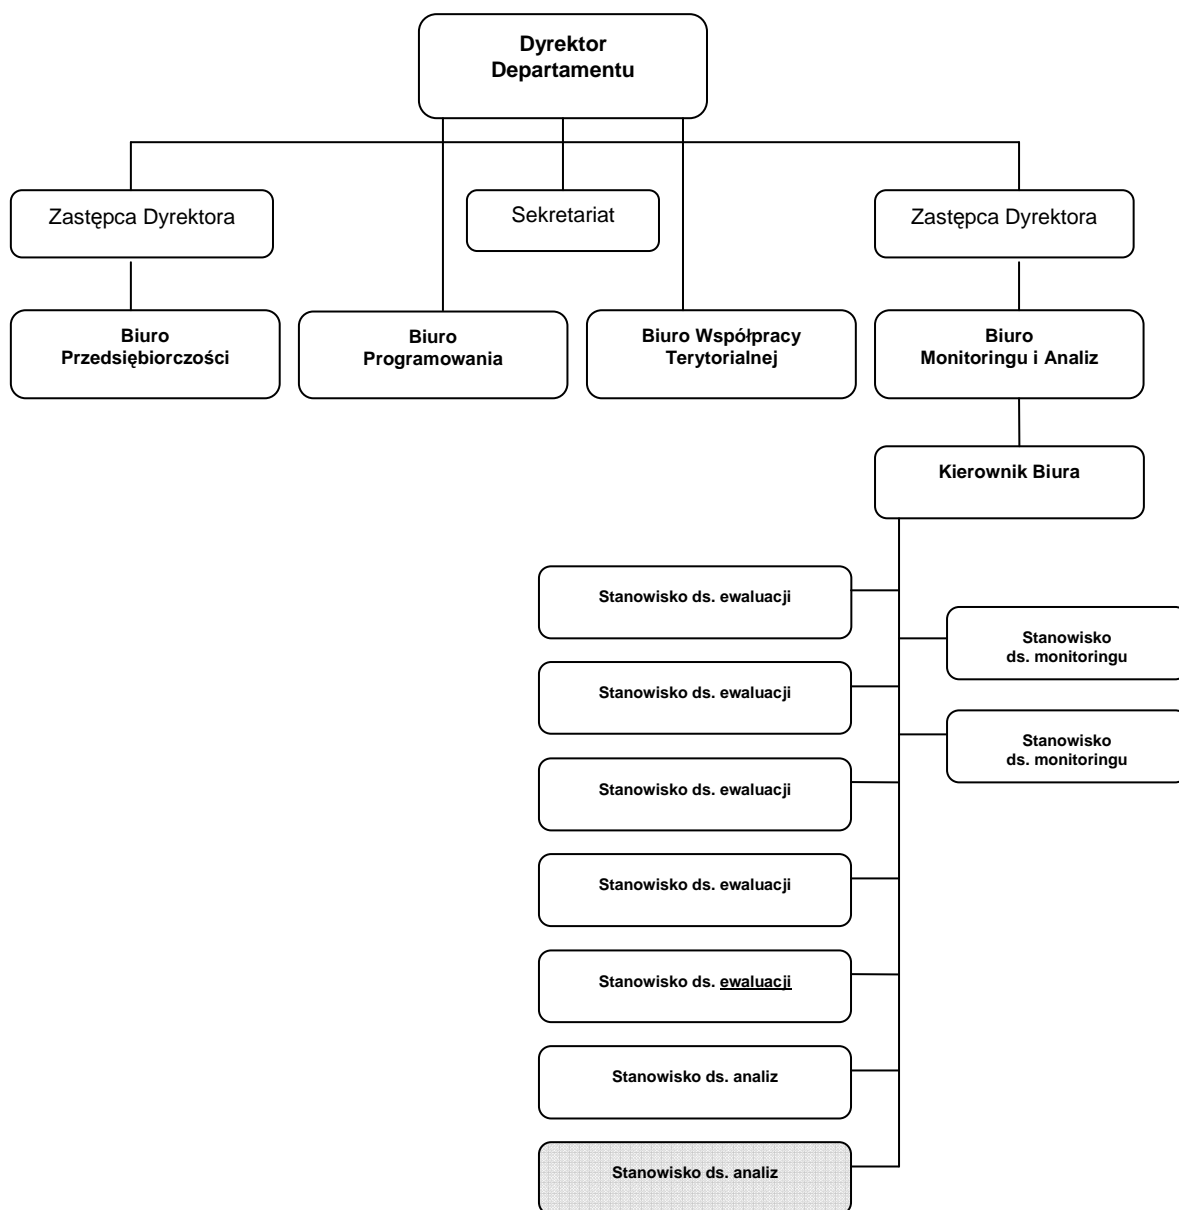 Dyrektor
Departamentu
Zastępca Dyrektora
Sekretariat
Zastępca Dyrektora
Biuro
Przedsiębiorczości
Biuro
Programowania
Biuro Współpracy
Terytorialnej
Biuro
Monitoringu i Analiz
Kierownik Biura
Stanowisko ds. ewaluacji
Stanowisko
ds. monitoringu
Stanowisko ds. ewaluacji
Stanowisko
ds. monitoringu
Stanowisko ds. ewaluacji
Stanowisko ds. ewaluacji
Stanowisko ds. ewaluacji
Stanowisko ds. analiz
Stanowisko ds. analiz